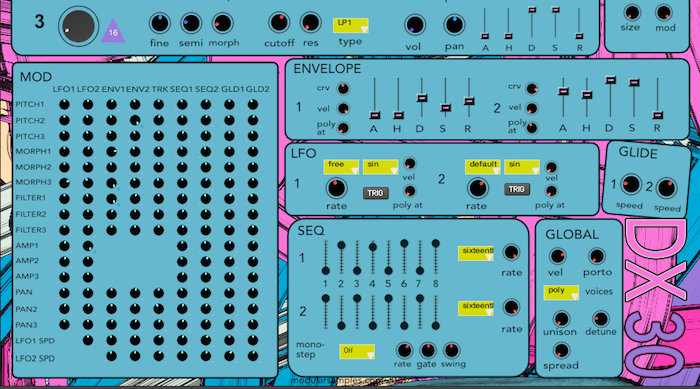 3
16
fine semi morph
cutoff res
LP1
type
vol pan
A H D S R
size mod
MOD
LFO1 LFO2 ENV1 ENV2 TRK SEQ1 SEQ2 GLD1 GLD2
PITCH1
PITCH2
PITCH3
MORPH1
MORPH2
MORPH3
FILTER1
FILTER2
FILTER3
AMP1
AMP2
AMP3
PAN
PAN2
PAN3
LFO1 SPD
LFO2 SPD
ENVELOPE
1
crv
vel
poly
at
A H D S R
2
crv
vel
poly
at
A H D S R
LFO
1
free sin
rate
TRIG
vel
poly at
2
default sin
rate
TRIG
vel
poly at
GLIDE
1 2
speed speed
SEQ
1
1 2 3 4 5 6 7 8
2
sixteentl
rate
sixteentl
rate
mono-
step
Off
rate gate swing
GLOBAL
vel porto
poly voices
unison detune
spread
DX 30